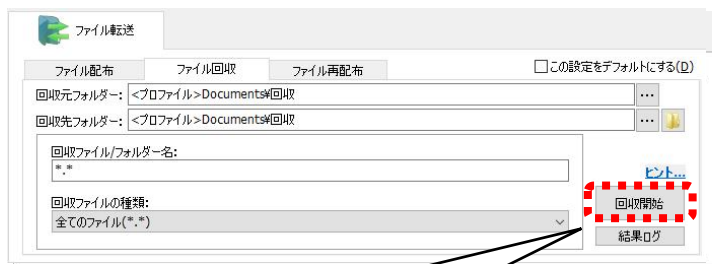 ファイル転送
ファイル配布 ファイル回収 ファイル再配布 この設定をデフォルトにする(D)
回収元フォルダー: <プロファイル>Documents¥回収 ...
回収先フォルダー: <プロファイル>Documents¥回収 ...
回収ファイル/フォルダー名:
*.*
ヒント...
回収ファイルの種類:
回収開始
全てのファイル(*.*)
結果ログ